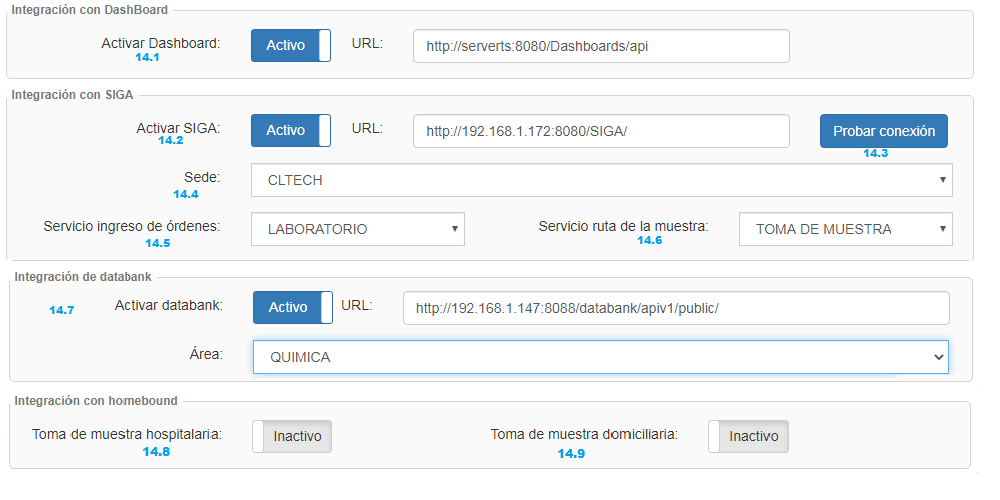 Integración con DashBoard
Activar Dashboard: Activo URL: http://serverts:8080/Dashboards/api
14.1
Integración con SIGA
Activar SIGA: Activo URL: http://192.168.1.172:8080/SIGA/ Probar conexión
14.2 14.3
Sede: CLTECH
14.4
Servicio ingreso de órdenes: LABORATORIO Servicio ruta de la muestra: TOMA DE MUESTRA
14.5 14.6
Integración de databank
14.7 Activar databank: Activo URL: http://192.168.1.147:8088/databank/apiv1/public/
Área: QUIMICA
Integración con homebound
Toma de muestra hospitalaria: Inactivo Toma de muestra domiciliaria: Inactivo
14.8 14.9